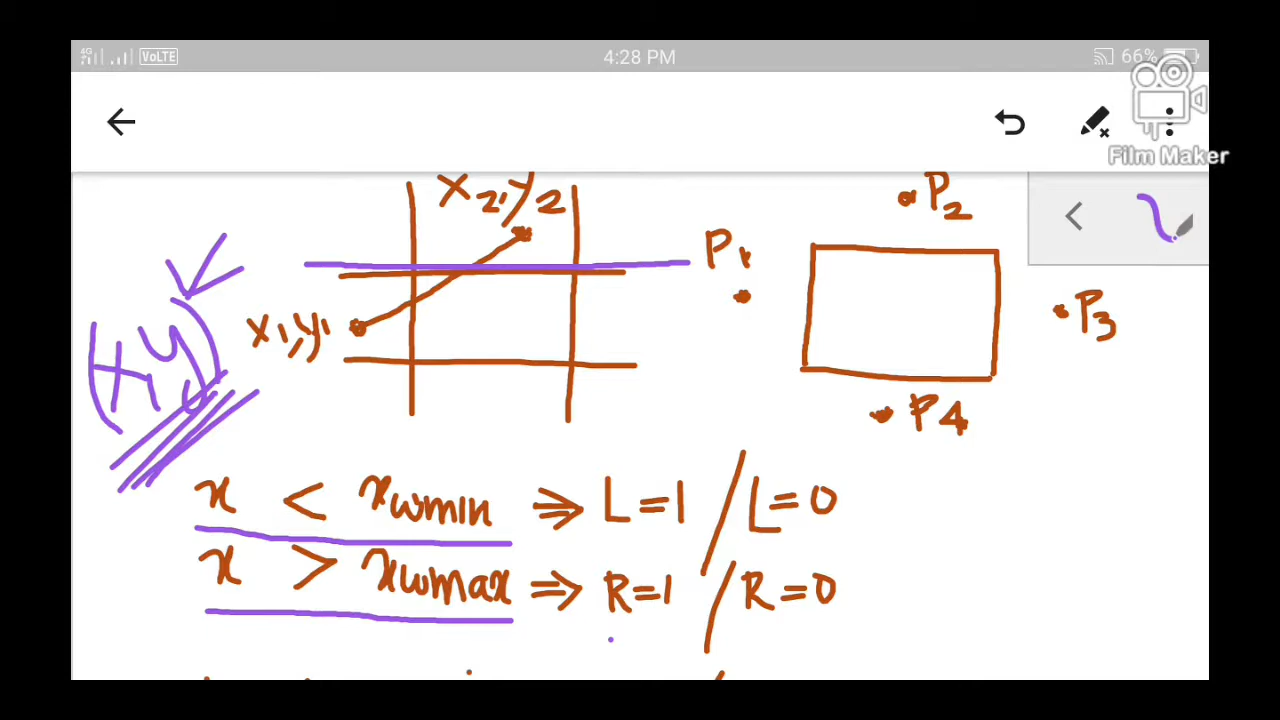 4G VoLTE 4:28 PM 66%
Film Maker
x2,y2 P2
P1
x1,y1 P3
(x,y)
P4
x < xwmin ⇒ L=1 / L=0
x > xwmax ⇒ R=1 / R=0